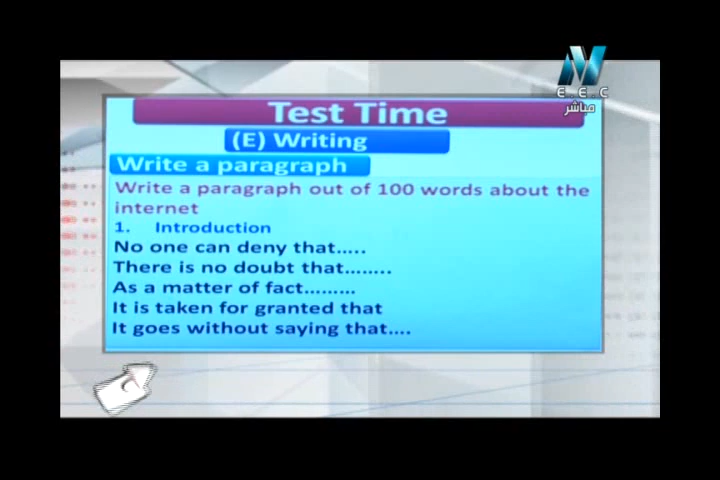 E.E.C
مباشر
Test Time
(E) Writing
Write a paragraph
Write a paragraph out of 100 words about the
internet
1. Introduction
No one can deny that.....
There is no doubt that........
As a matter of fact.........
It is taken for granted that
It goes without saying that....